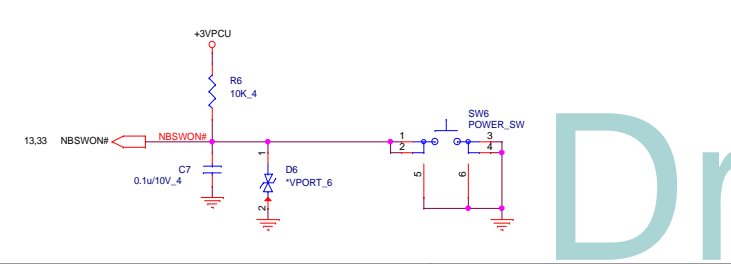 +3VPCU
R6
10K_4
SW6
POWER_SW
13,33 NBSWON# NBSWON# 1 3
2 4
C7
0.1u/10V_4
1
D6
*VPORT_6
2
5
6
Dr